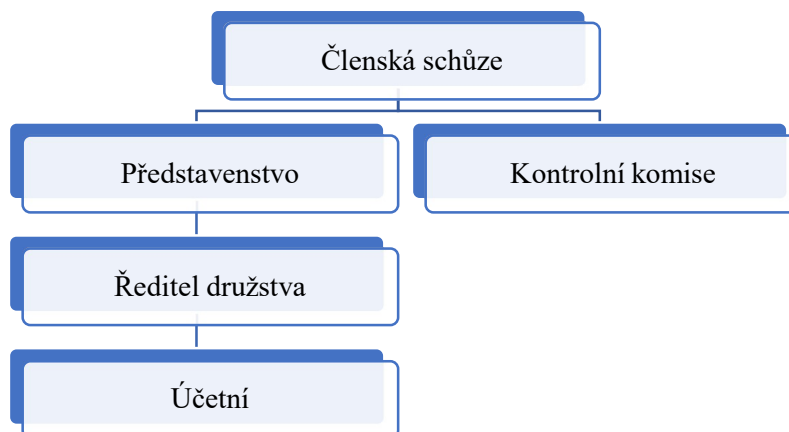 Členská schůze
Představenstvo
Kontrolní komise
Ředitel družstva
Účetní